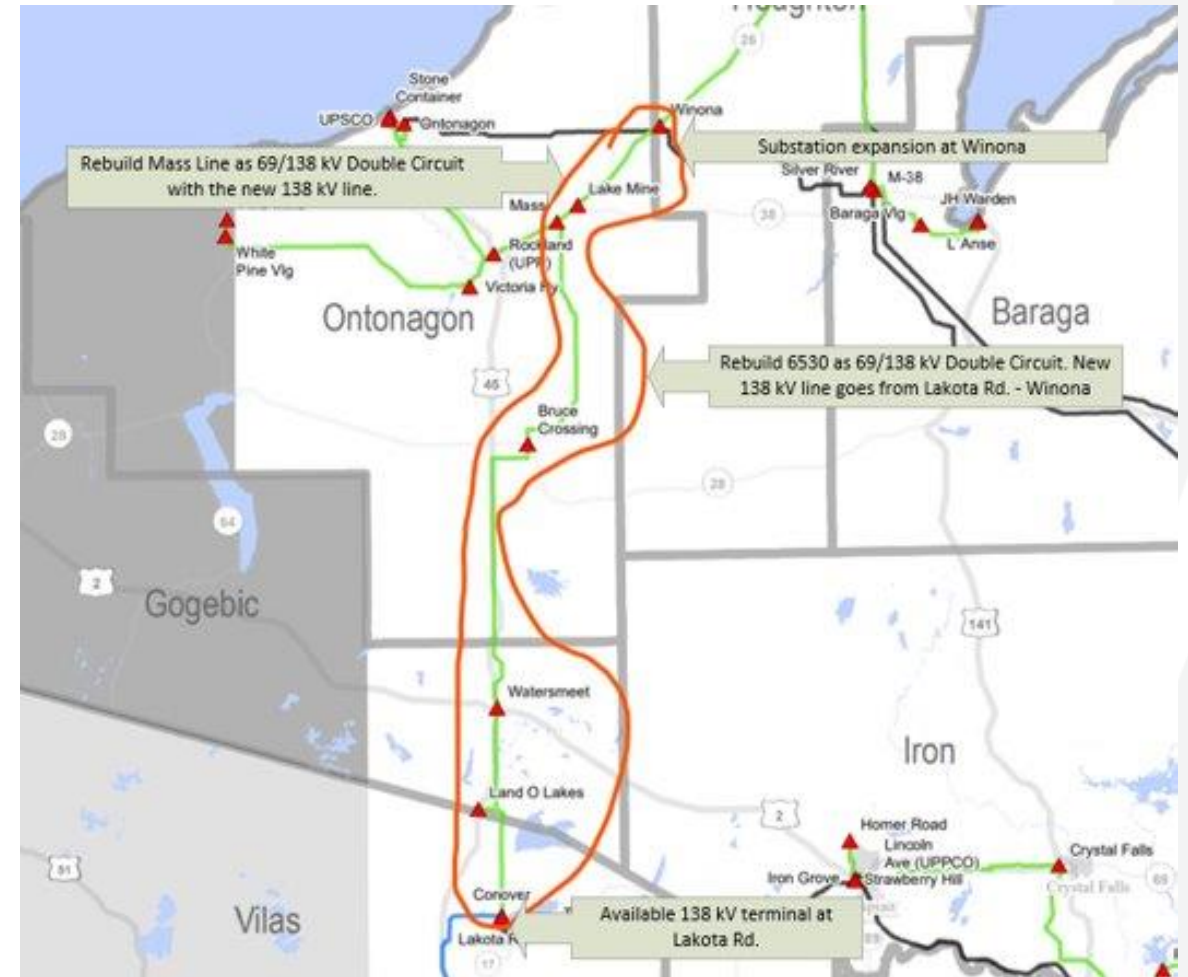 Houghton
26
Stone
Container
UPSCO
Ontonagon
Winona
Rebuild Mass Line as 69/138 kV Double Circuit
with the new 138 kV line.
Substation expansion at Winona
Silver River
M-38
Lake Mine
Mass
JH Warden
38
Baraga Vlg
L Anse
Rockland
(UPP)
White
Pine Vlg
Victoria Hy
Ontonagon
Baraga
Rebuild 6530 as 69/138 kV Double Circuit. New
138 kV line goes from Lakota Rd. - Winona
45
Bruce
Crossing
28
28
64
2
Gogebic
141
Watersmeet
Iron
Land O Lakes
2
Homer Road
Lincoln
Ave (UPPCO)
Crystal Falls
51
Iron Grove
Strawberry Hill
Crystal Falls
69
Conover
Vilas
Available 138 kV terminal at
Lakota Rd.
Lakota
17